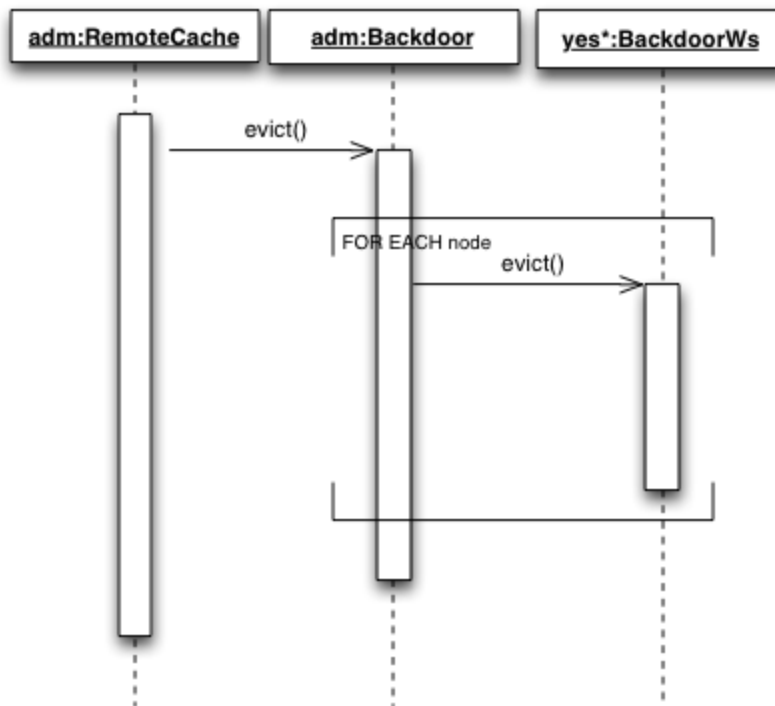 adm:RemoteCache
adm:Backdoor
yes*:BackdoorWs
evict()
FOR EACH node
evict()